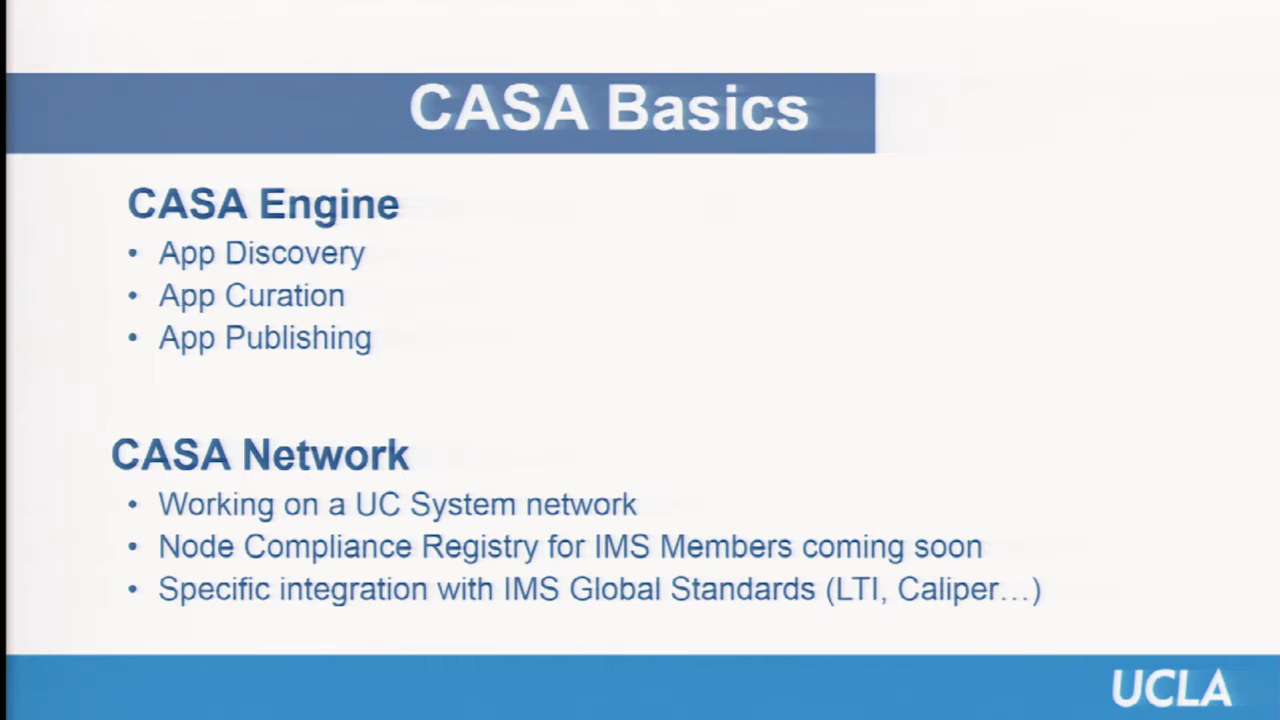 CASA Basics
CASA Engine
• App Discovery
• App Curation
• App Publishing
CASA Network
• Working on a UC System network
• Node Compliance Registry for IMS Members coming soon
• Specific integration with IMS Global Standards (LTI, Caliper…)
UCLA